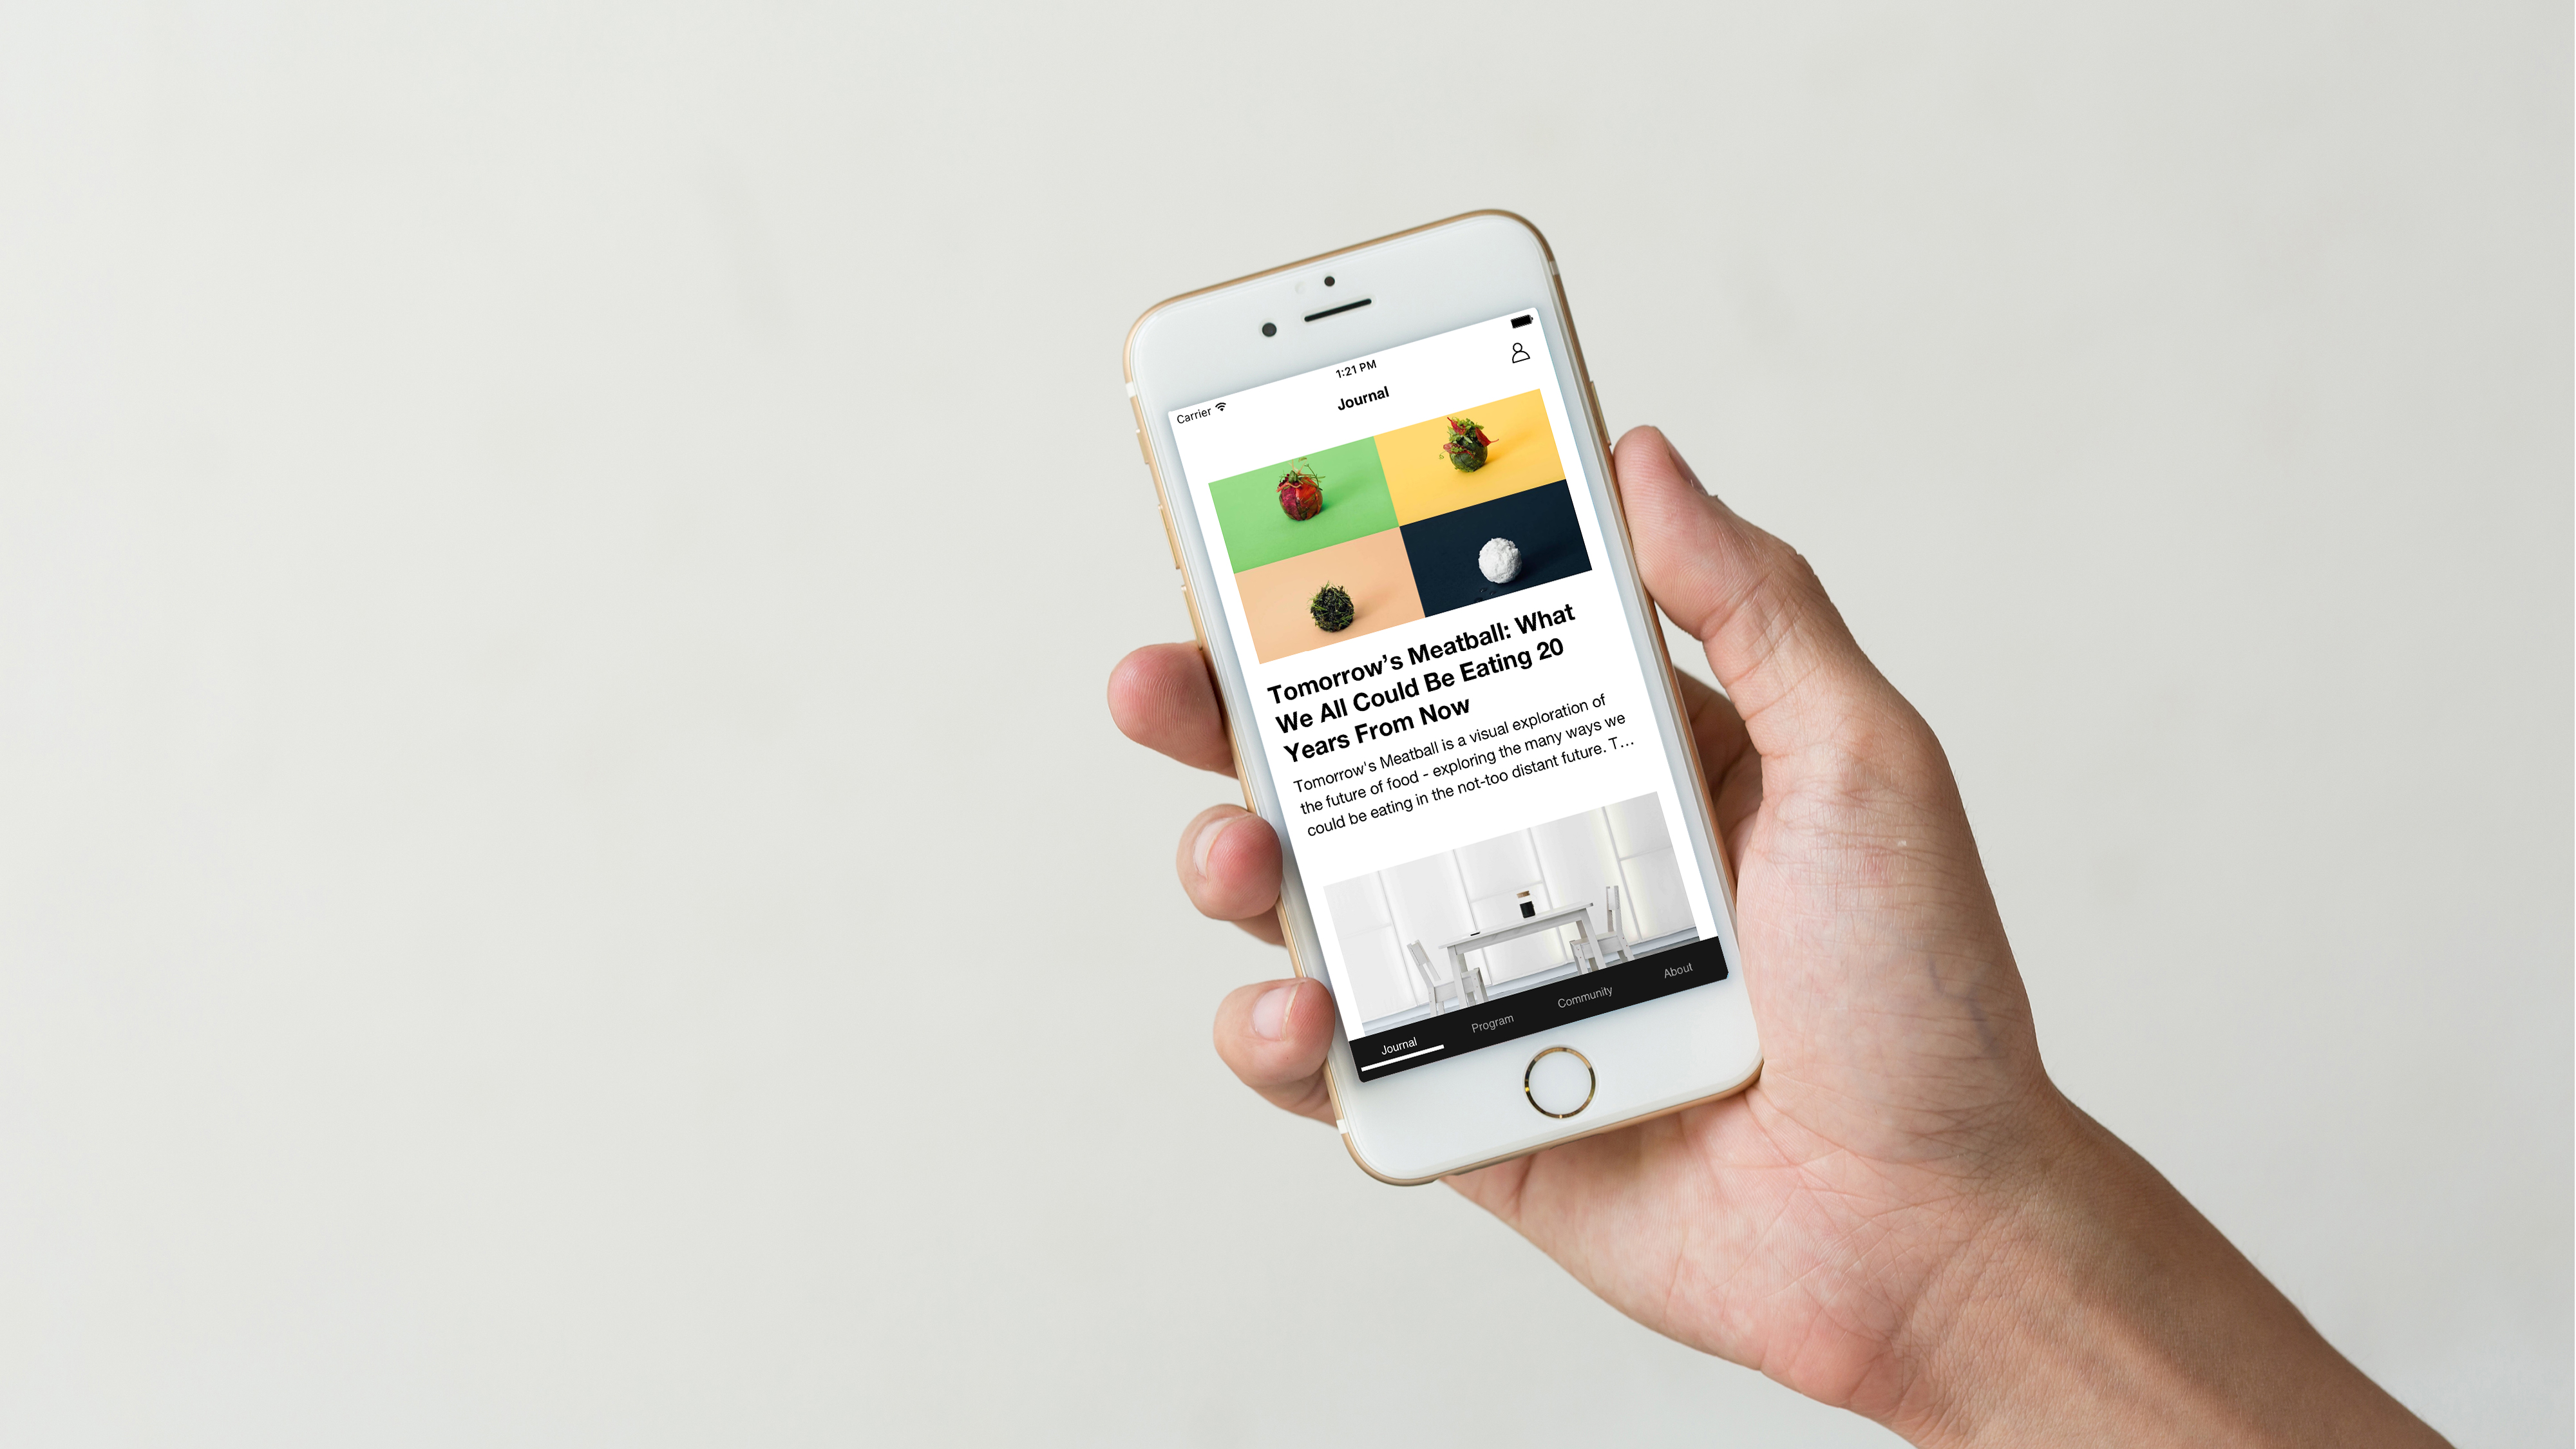 Carrier
1:21 PM
Journal
Tomorrow’s Meatball: What
We All Could Be Eating 20
Years From Now
Tomorrow's Meatball is a visual exploration of
the future of food - exploring the many ways we
could be eating in the not-too distant future. T...
Journal
Program
Community
About